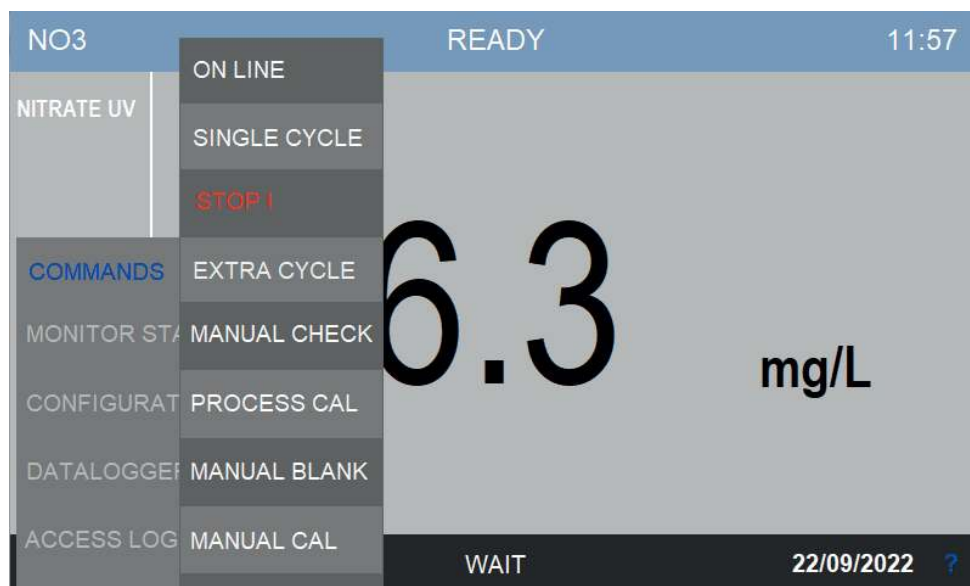 NO3 READY 11:57
NITRATE UV
ON LINE
SINGLE CYCLE
STOP I
COMMANDS EXTRA CYCLE
6.3 mg/L
MONITOR STA MANUAL CHECK
CONFIGURAT PROCESS CAL
DATALOGGER MANUAL BLANK
ACCESS LOG MANUAL CAL
WAIT 22/09/2022 ?